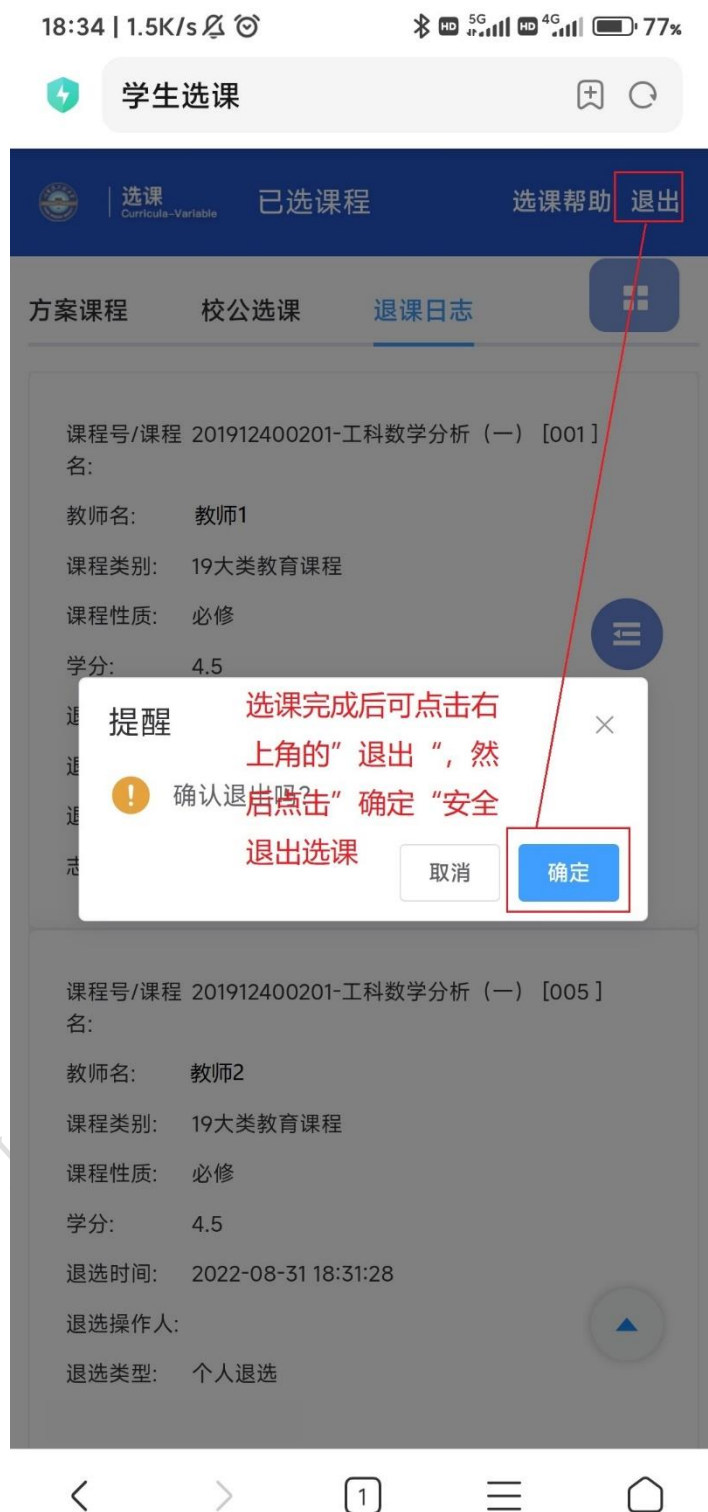 18:34 | 1.5K/s HD 5G HD 4G 77%
学生选课
选课 已选课程 选课帮助 退出
Curricula-Variable
方案课程 校公选课 退课日志
课程号/课程 201912400201-工科数学分析（一） [001 ]
名:
教师名: 教师1
课程类别: 19大类教育课程
课程性质: 必修
学分: 4.5
提醒
确认退出吗?
选课完成后可点击右
上角的”退出“，然
后点击”确定“安全
退出选课
取消 确定
课程号/课程 201912400201-工科数学分析（一） [005 ]
名:
教师名: 教师2
课程类别: 19大类教育课程
课程性质: 必修
学分: 4.5
退选时间: 2022-08-31 18:31:28
退选操作人:
退选类型: 个人退选
1